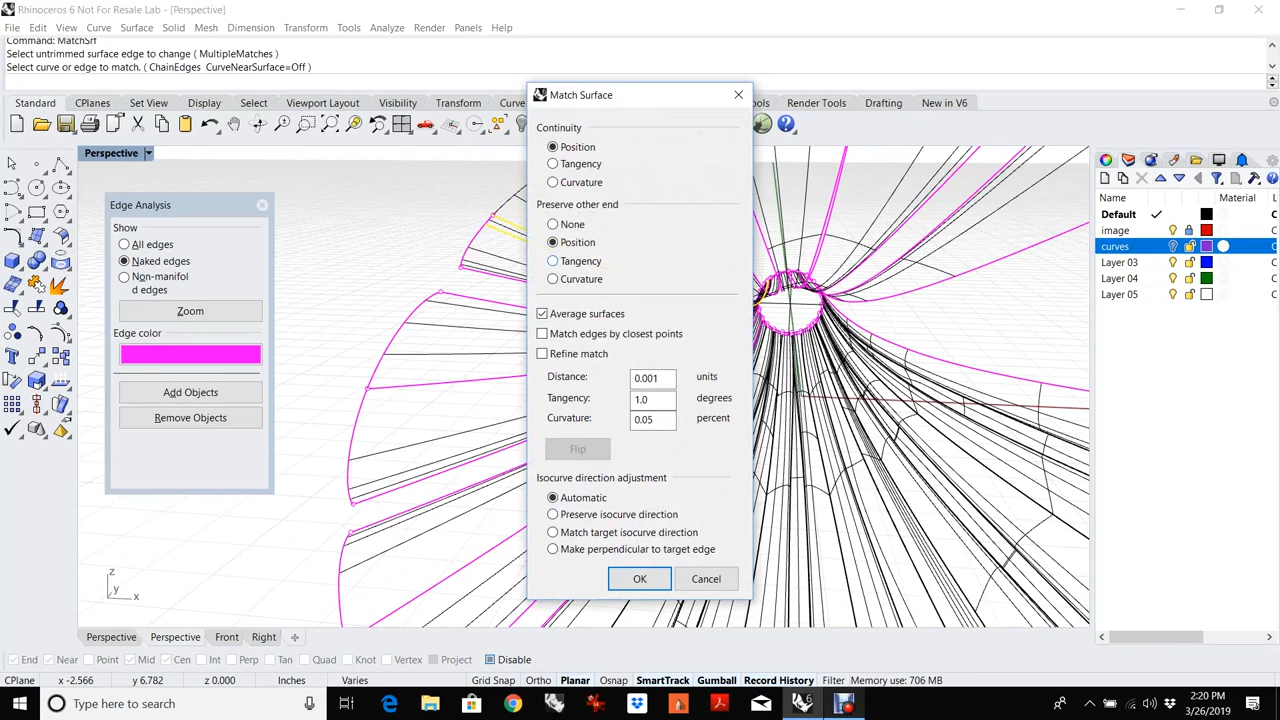 Rhinoceros 6 Not For Resale Lab - [Perspective]
File Edit View Curve Surface Solid Mesh Dimension Transform Tools Analyze Render Panels Help
Command: MatchSrf
Select untrimmed surface edge to change ( MultipleMatches )
Select curve or edge to match. ( ChainEdges CurveNearSurface=Off )
Standard CPlanes Set View Display Select Viewport Layout Visibility Transform Curve Tools Render Tools Drafting New in V6
Perspective
Edge Analysis
Show
All edges
Naked edges
Non-manifol
d edges
Zoom
Edge color
Add Objects
Remove Objects
Match Surface
Continuity
Position
Tangency
Curvature
Preserve other end
None
Position
Tangency
Curvature
Average surfaces
Match edges by closest points
Refine match
Distance: 0.001 units
Tangency: 1.0 degrees
Curvature: 0.05 percent
Flip
Isocurve direction adjustment
Automatic
Preserve isocurve direction
Match target isocurve direction
Make perpendicular to target edge
OK Cancel
Name Material L
Default
image
curves
Layer 03
Layer 04
Layer 05
z
y
x
Perspective Perspective Front Right
End Near Point Mid Cen Int Perp Tan Quad Knot Vertex Project Disable
CPlane x -2.566 y 6.782 z 0.000 Inches Varies Grid Snap Ortho Planar Osnap SmartTrack Gumball Record History Filter Memory use: 706 MB
Type here to search
2:20 PM
3/26/2019